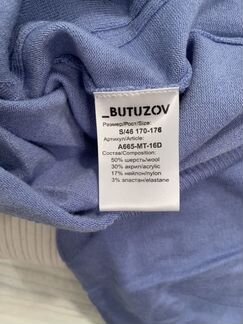 _BUTUZOV
Размер/Рост/Size:
S/46 170-176
Артикул/Article:
A665-MT-16D
Состав/Composition:
50% шерсть/wool
30% акрил/acrylic
17% нейлон/nylon
3% эластан/elastane